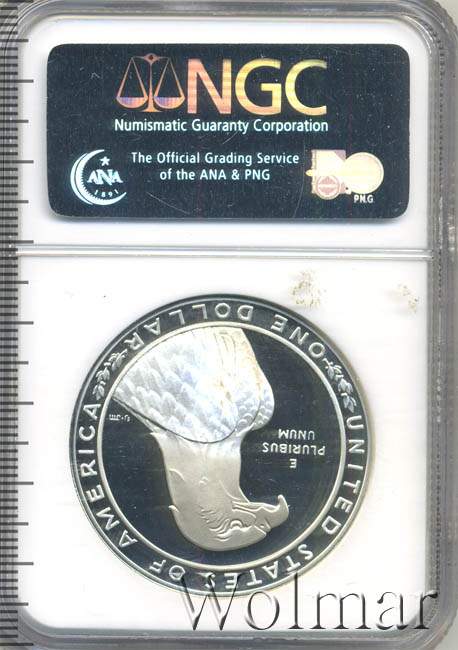 NGC
Numismatic Guaranty Corporation
The Official Grading Service
of the ANA & PNG
ANA
1891
P.N.G.
UNITED STATES OF AMERICA
ONE DOLLAR
E
PLURIBUS
UNUM
Wolmar